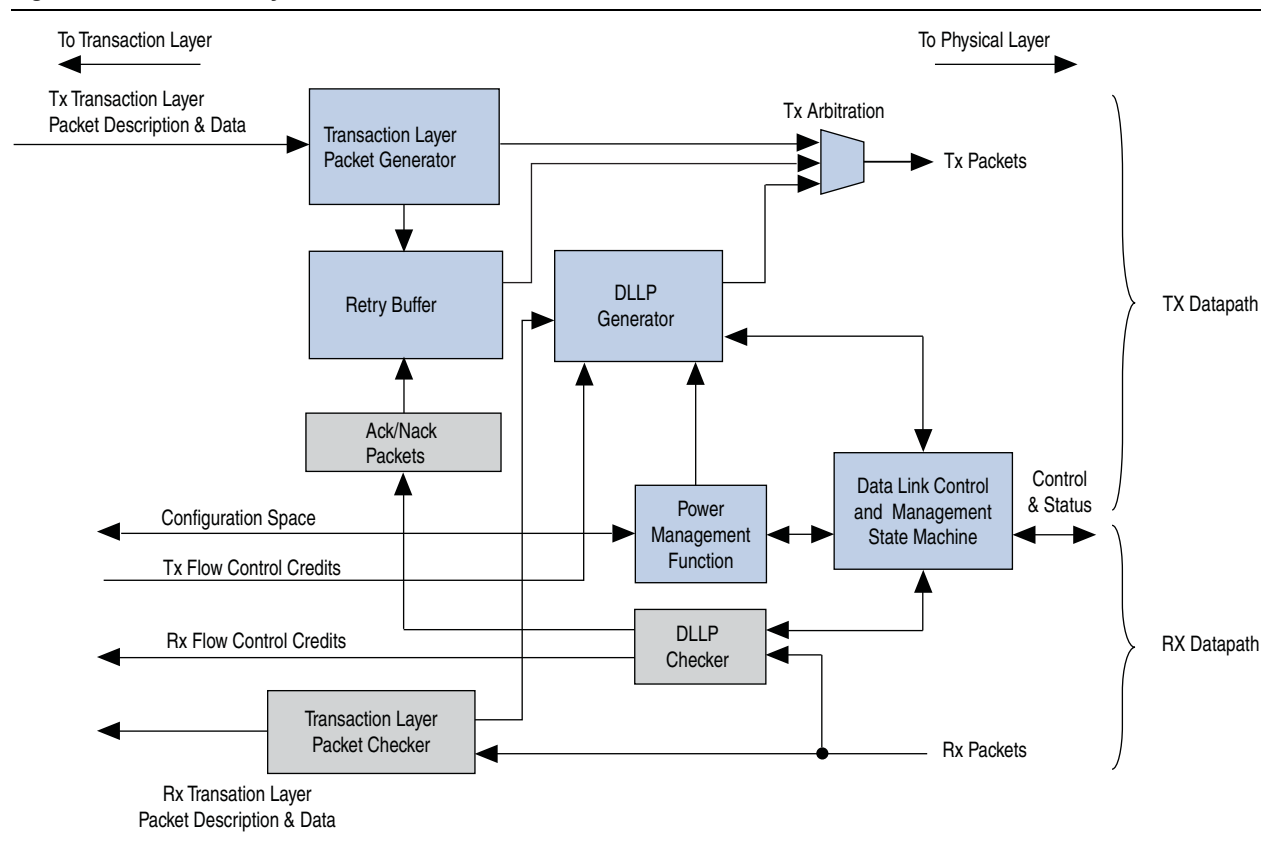 To Transaction Layer
To Physical Layer
Tx Transaction Layer
Packet Description & Data
Transaction Layer
Packet Generator
Tx Arbitration
Tx Packets
Retry Buffer
DLLP
Generator
TX Datapath
Ack/Nack
Packets
Configuration Space
Power
Management
Function
Data Link Control
and Management
State Machine
Control
& Status
Tx Flow Control Credits
Rx Flow Control Credits
DLLP
Checker
RX Datapath
Transaction Layer
Packet Checker
Rx Packets
Rx Transation Layer
Packet Description & Data